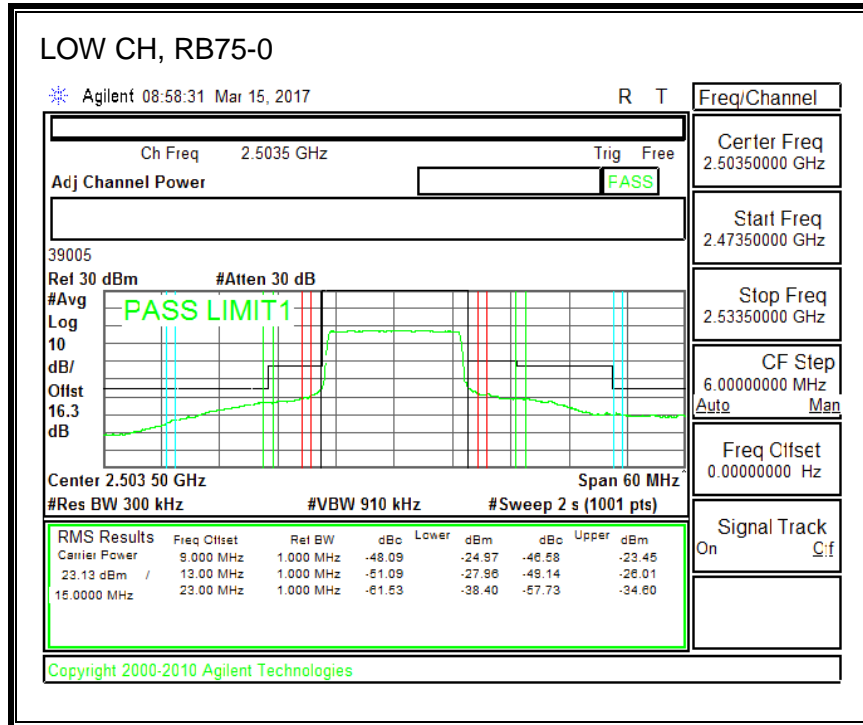 LOW CH, RB75-0
Agilent 08:58:31 Mar 15, 2017 R T
Freq/Channel
Ch Freq 2.5035 GHz Trig Free
Adj Channel Power PASS
Center Freq
2.50350000 GHz
Start Freq
2.47350000 GHz
Stop Freq
2.53350000 GHz
CF Step
6.00000000 MHz
Auto Man
Freq Offset
0.00000000 Hz
Signal Track
On Off
39005
Ref 30 dBm #Atten 30 dB
#Avg
Log
10
dB/
Offst
16.3
dB
PASS LIMIT1
Center 2.503 50 GHz Span 60 MHz
#Res BW 300 kHz #VBW 910 kHz #Sweep 2 s (1001 pts)
RMS Results Freq Offset Ref BW dBc Lower dBm dBc Upper dBm
Carrier Power 9.000 MHz 1.000 MHz -48.09 -24.97 -46.58 -23.45
23.13 dBm / 13.00 MHz 1.000 MHz -51.09 -27.96 -49.14 -26.01
15.0000 MHz 23.00 MHz 1.000 MHz -61.53 -38.40 -57.73 -34.60
Copyright 2000-2010 Agilent Technologies